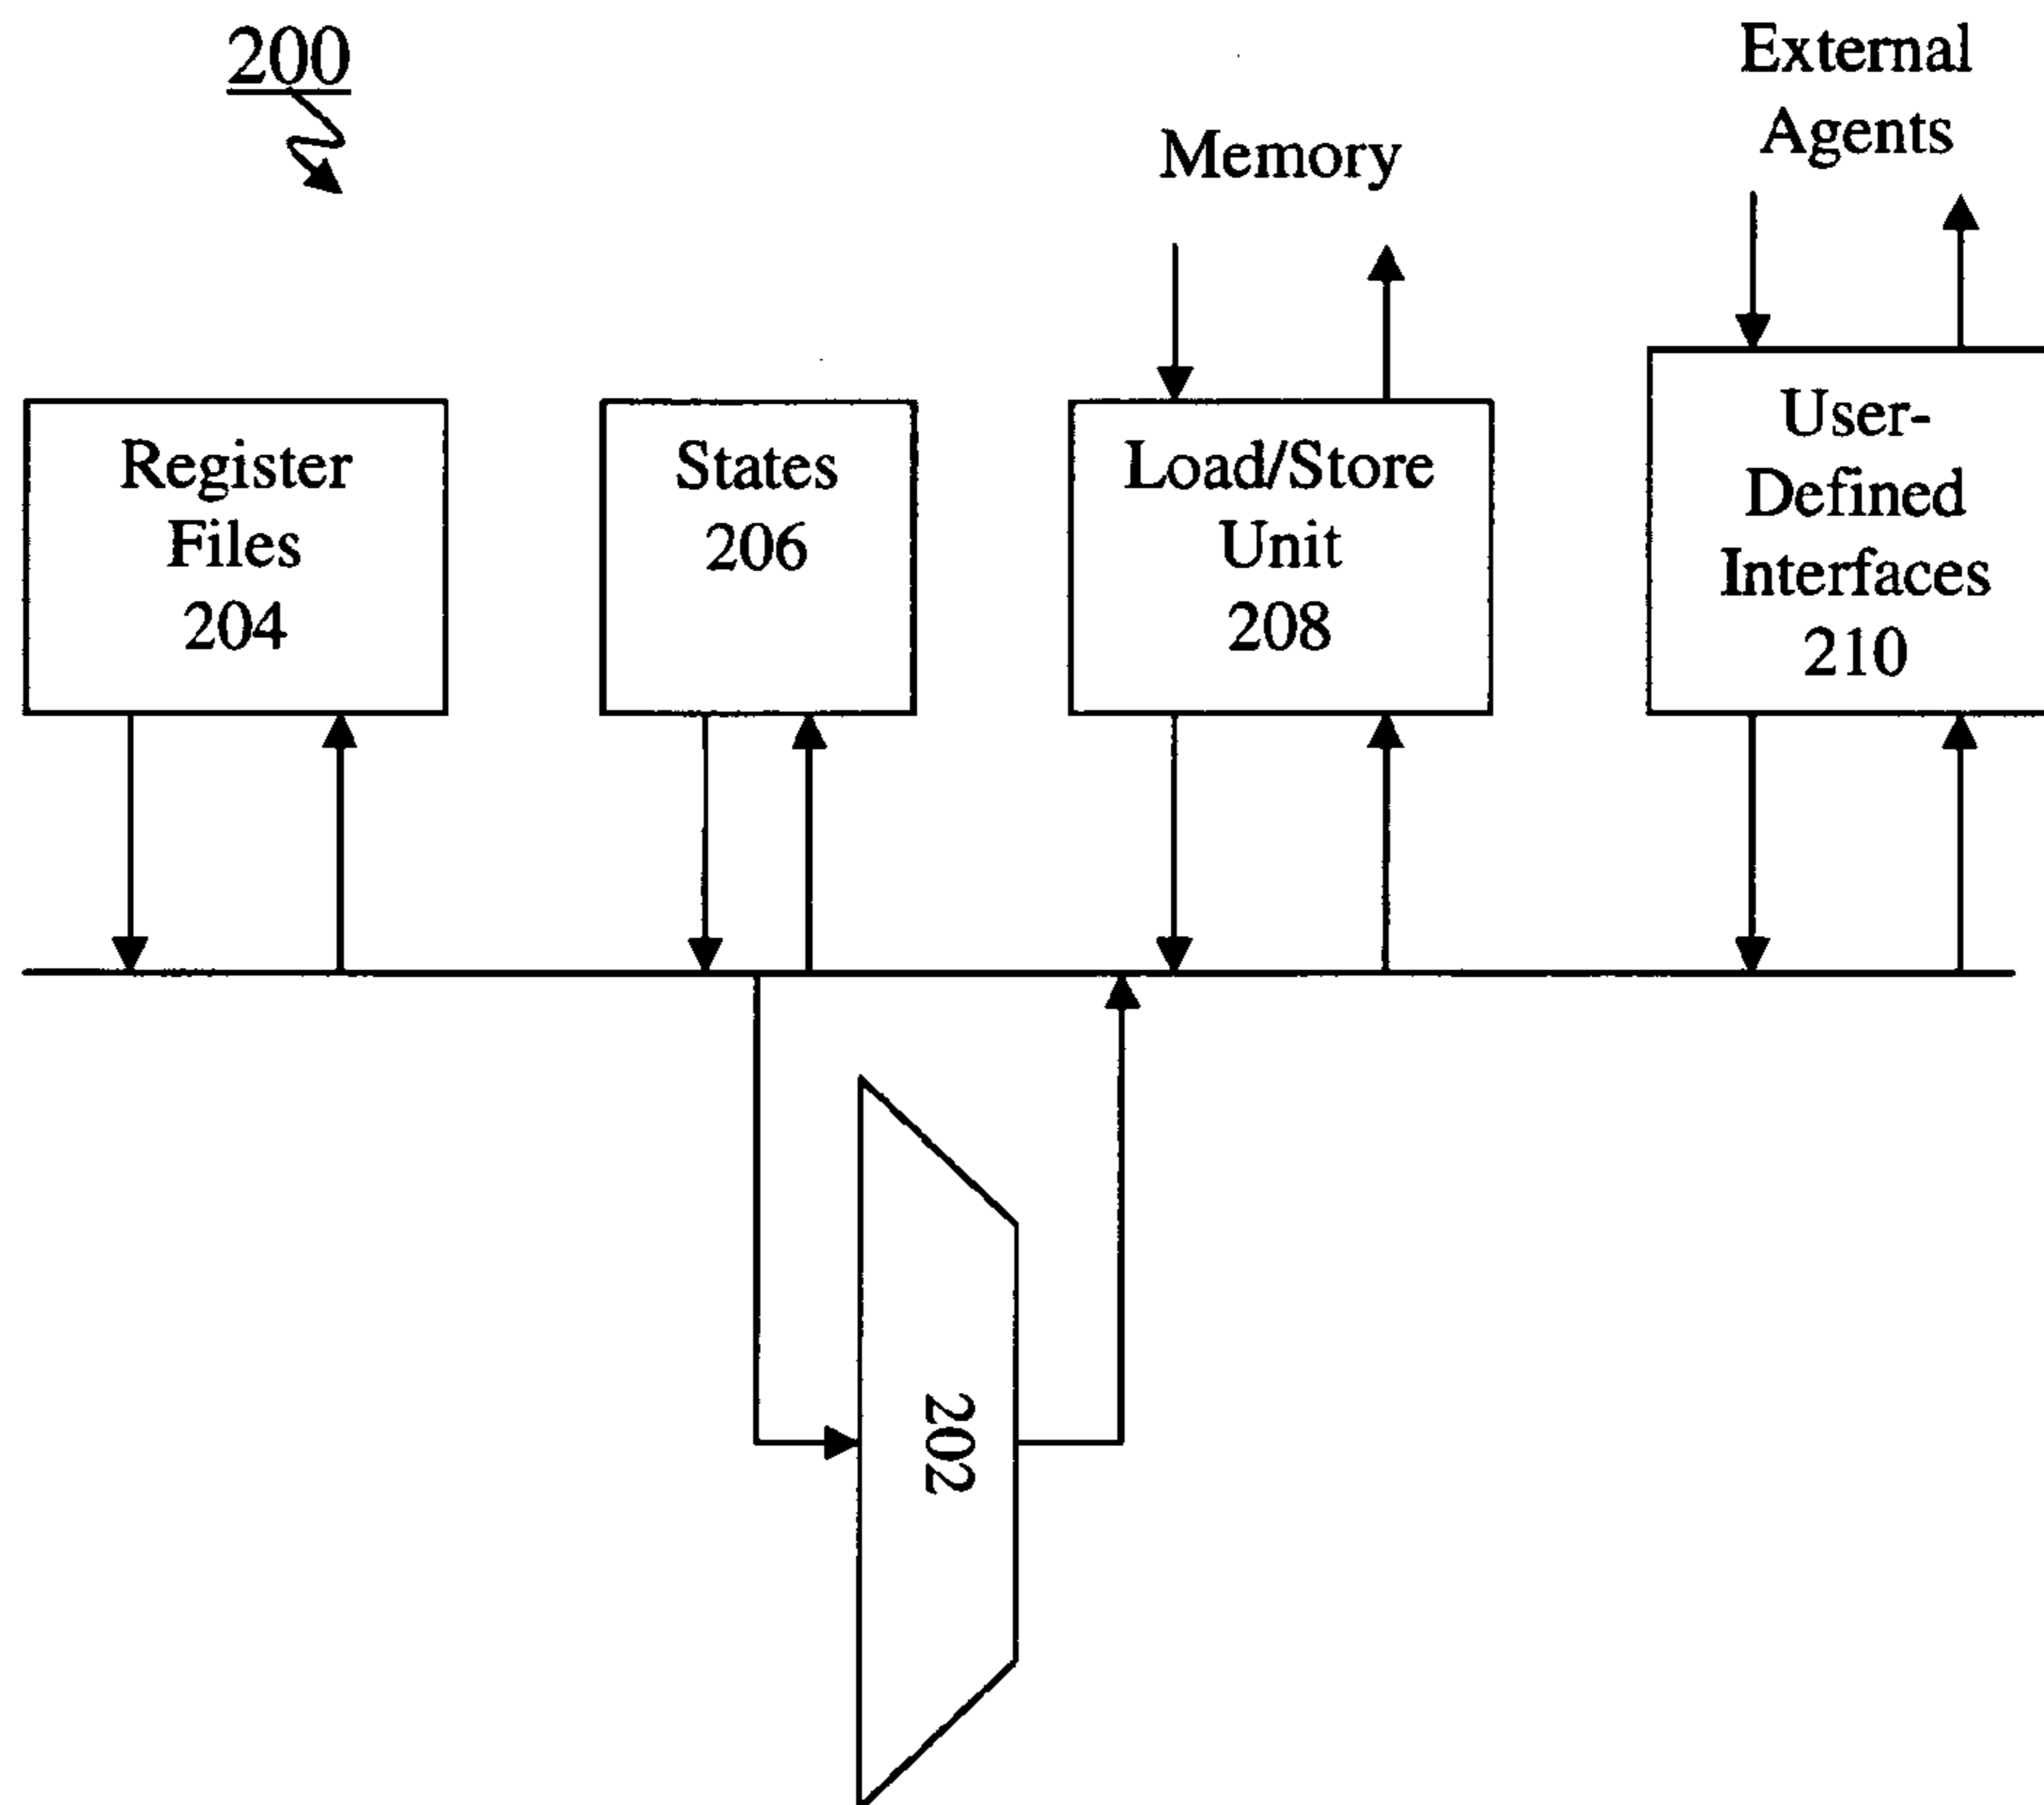 200
External
Agents
Memory
Register
Files
204
States
206
Load/Store
Unit
208
User-
Defined
Interfaces
210
202